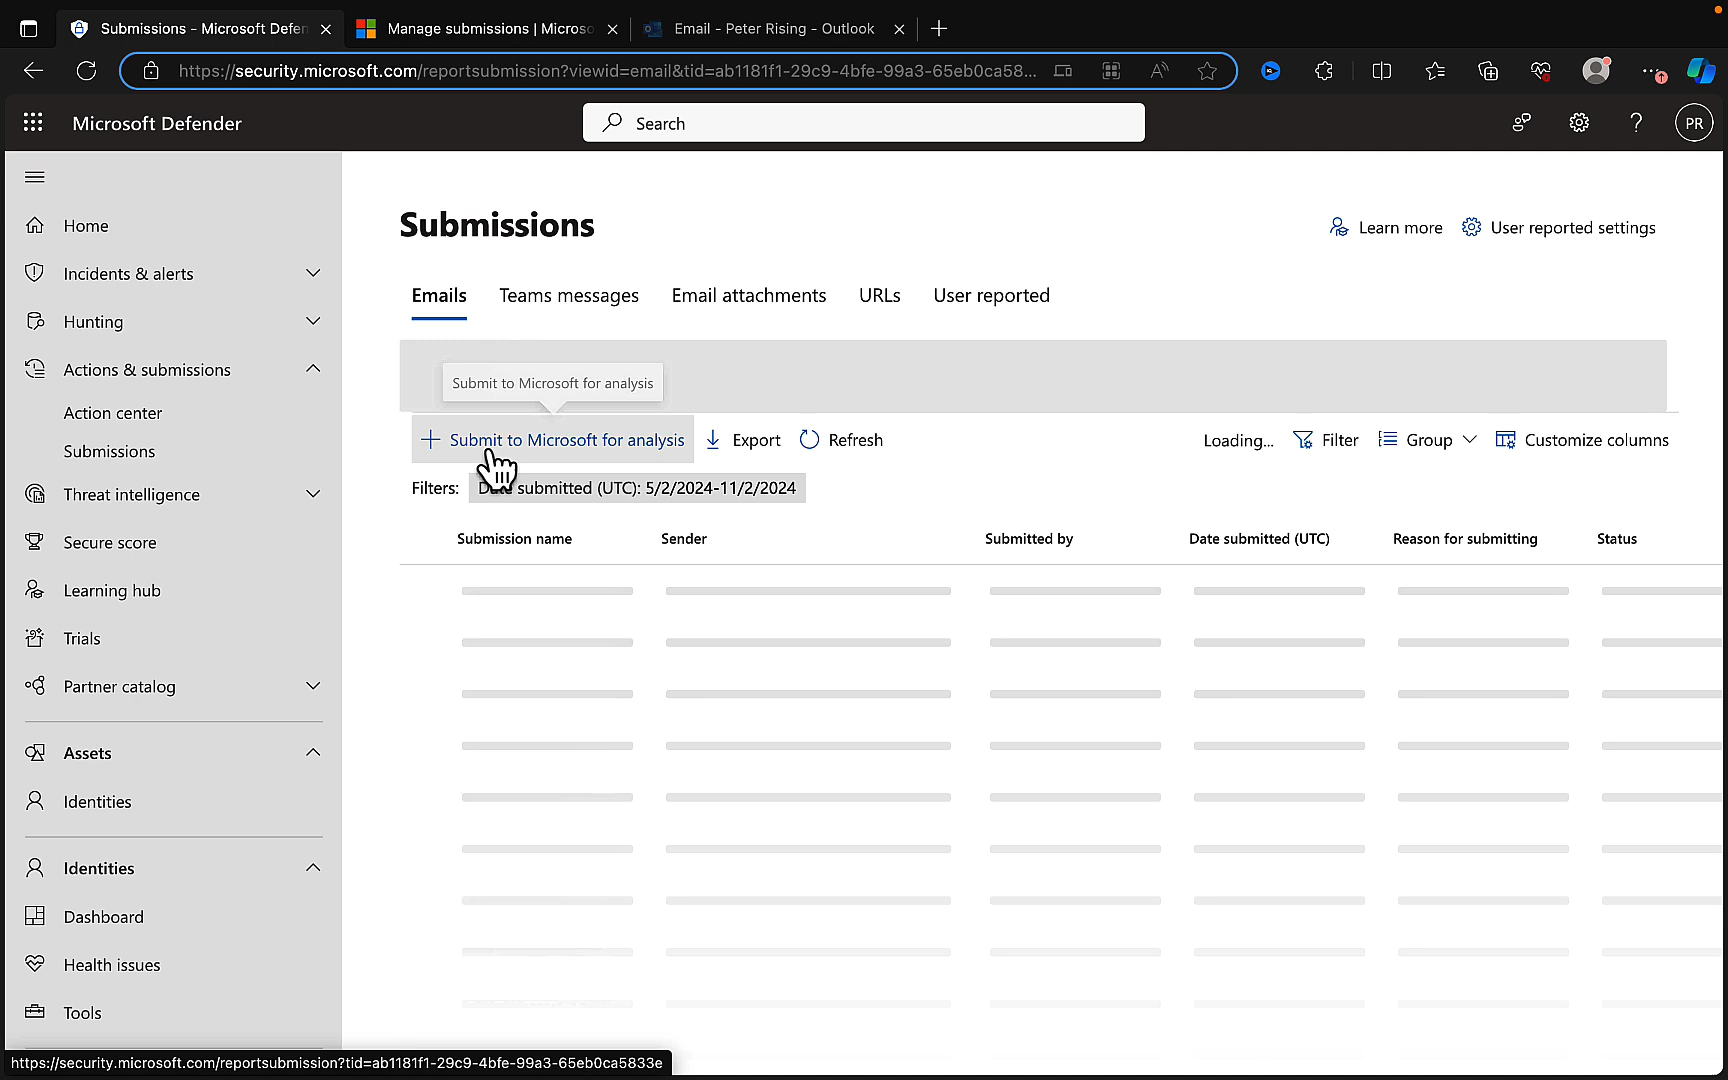 Submissions - Microsoft Defen
Manage submissions | Microso
Email - Peter Rising - Outlook
https://security.microsoft.com/reportsubmission?viewid=email&tid=ab1181f1-29c9-4bfe-99a3-65eb0ca58...
Microsoft Defender
Search
PR
Home
Incidents & alerts
Hunting
Actions & submissions
Action center
Submissions
Threat intelligence
Secure score
Learning hub
Trials
Partner catalog
Assets
Identities
Identities
Dashboard
Health issues
Tools
Submissions
Learn more
User reported settings
Emails
Teams messages
Email attachments
URLs
User reported
Submit to Microsoft for analysis
Submit to Microsoft for analysis
Export
Refresh
Loading...
Filter
Group
Customize columns
Filters:
Date submitted (UTC): 5/2/2024-11/2/2024
Submission name
Sender
Submitted by
Date submitted (UTC)
Reason for submitting
Status
https://security.microsoft.com/reportsubmission?tid=ab1181f1-29c9-4bfe-99a3-65eb0ca5833e